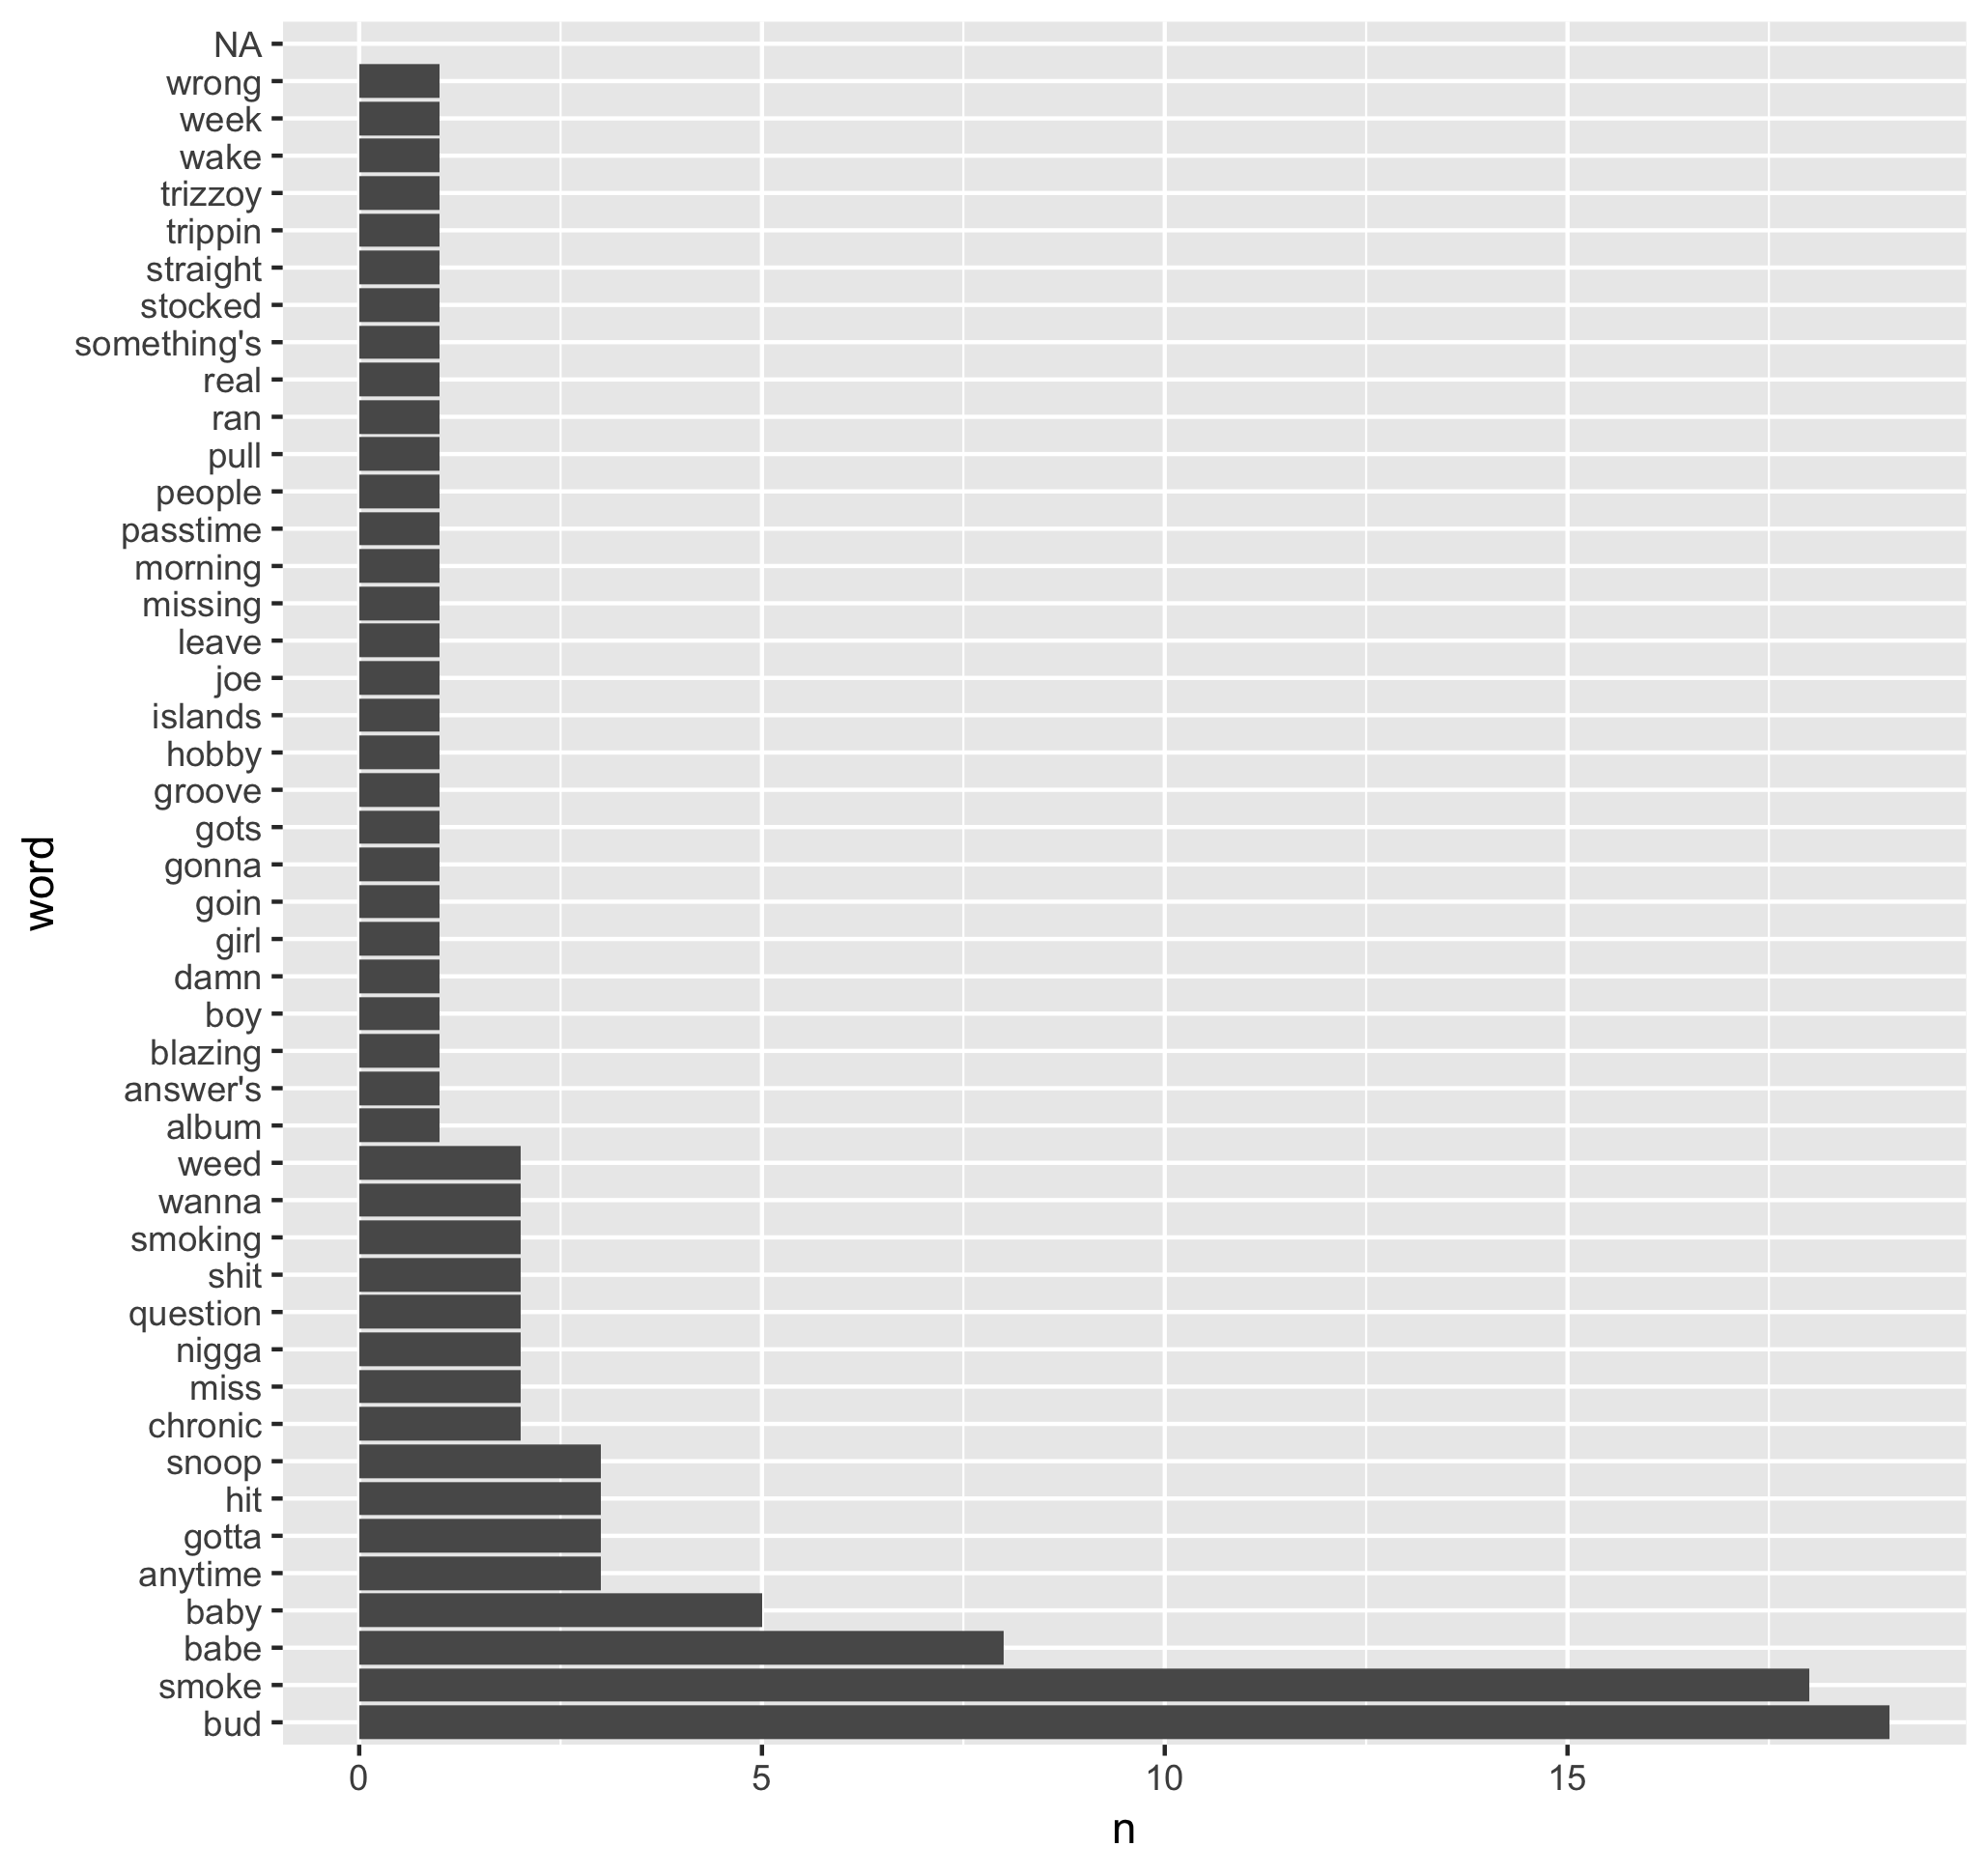 NA
wrong
week
wake
trizzoy
trippin
straight
stocked
something's
real
ran
pull
people
passtime
morning
missing
leave
joe
islands
hobby
groove
gots
gonna
goin
girl
damn
boy
blazing
answer's
album
weed
wanna
smoking
shit
question
nigga
miss
chronic
snoop
hit
gotta
anytime
baby
babe
smoke
bud
word
0 5 10 15
n